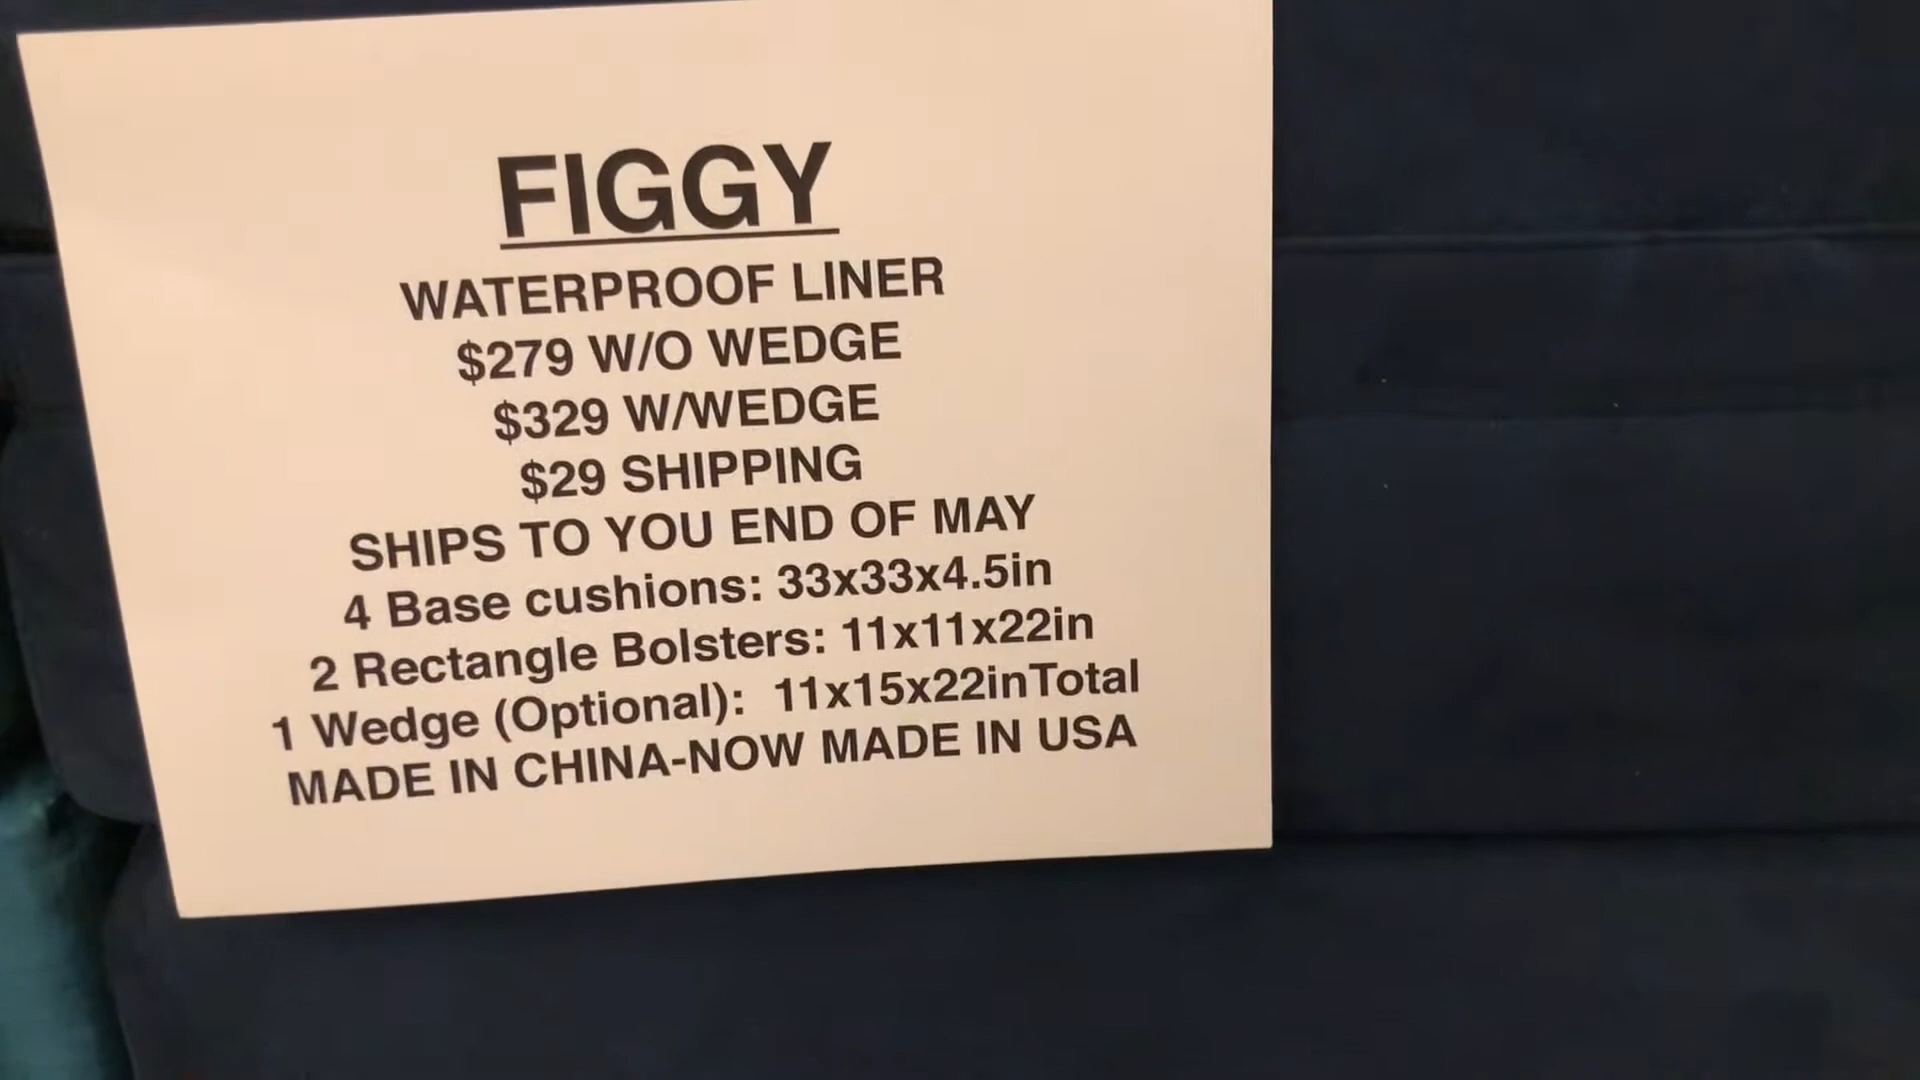 FIGGY
WATERPROOF LINER
$279 W/O WEDGE
$329 W/WEDGE
$29 SHIPPING
SHIPS TO YOU END OF MAY
4 Base cushions: 33x33x4.5in
2 Rectangle Bolsters: 11x11x22in
1 Wedge (Optional): 11x15x22inTotal
MADE IN CHINA-NOW MADE IN USA